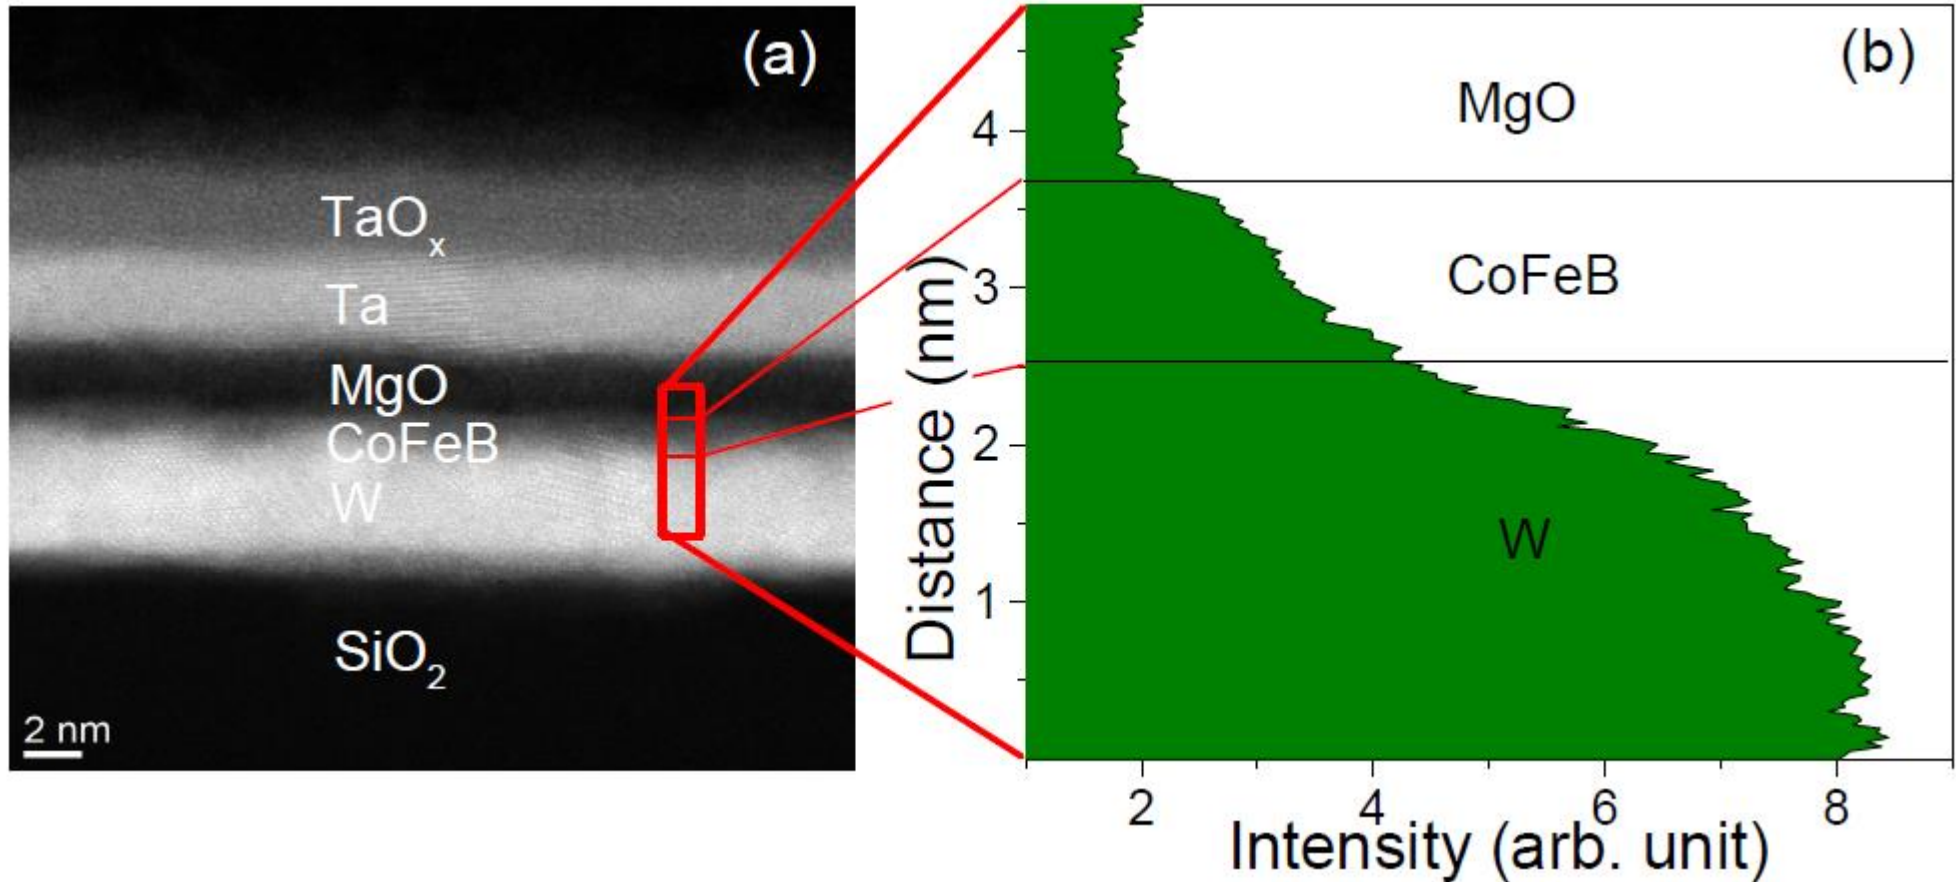 (a)
TaOx
Ta
MgO
CoFeB
W
SiO2
2 nm
(b)
MgO
CoFeB
W
4
3
2
1
Distance (nm)
2 4 6 8
Intensity (arb. unit)